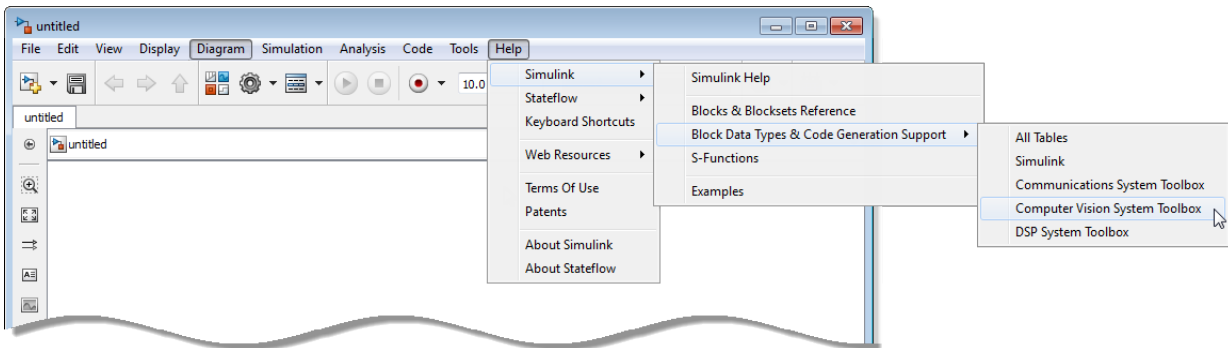 untitled
File Edit View Display Diagram Simulation Analysis Code Tools Help
10.0
untitled
untitled
Simulink
Stateflow
Keyboard Shortcuts
Web Resources
Terms Of Use
Patents
About Simulink
About Stateflow
Simulink Help
Blocks & Blocksets Reference
Block Data Types & Code Generation Support
S-Functions
Examples
All Tables
Simulink
Communications System Toolbox
Computer Vision System Toolbox
DSP System Toolbox